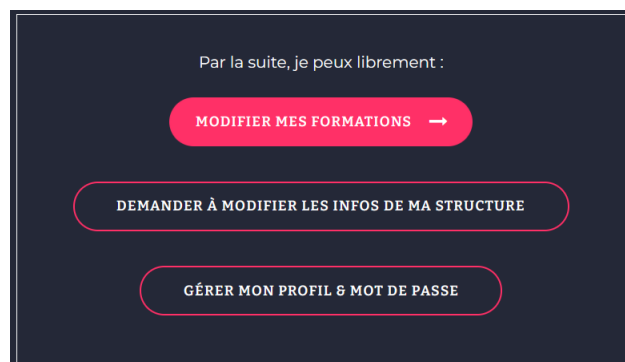 Par la suite, je peux librement :
MODIFIER MES FORMATIONS →
DEMANDER À MODIFIER LES INFOS DE MA STRUCTURE
GÉRER MON PROFIL & MOT DE PASSE